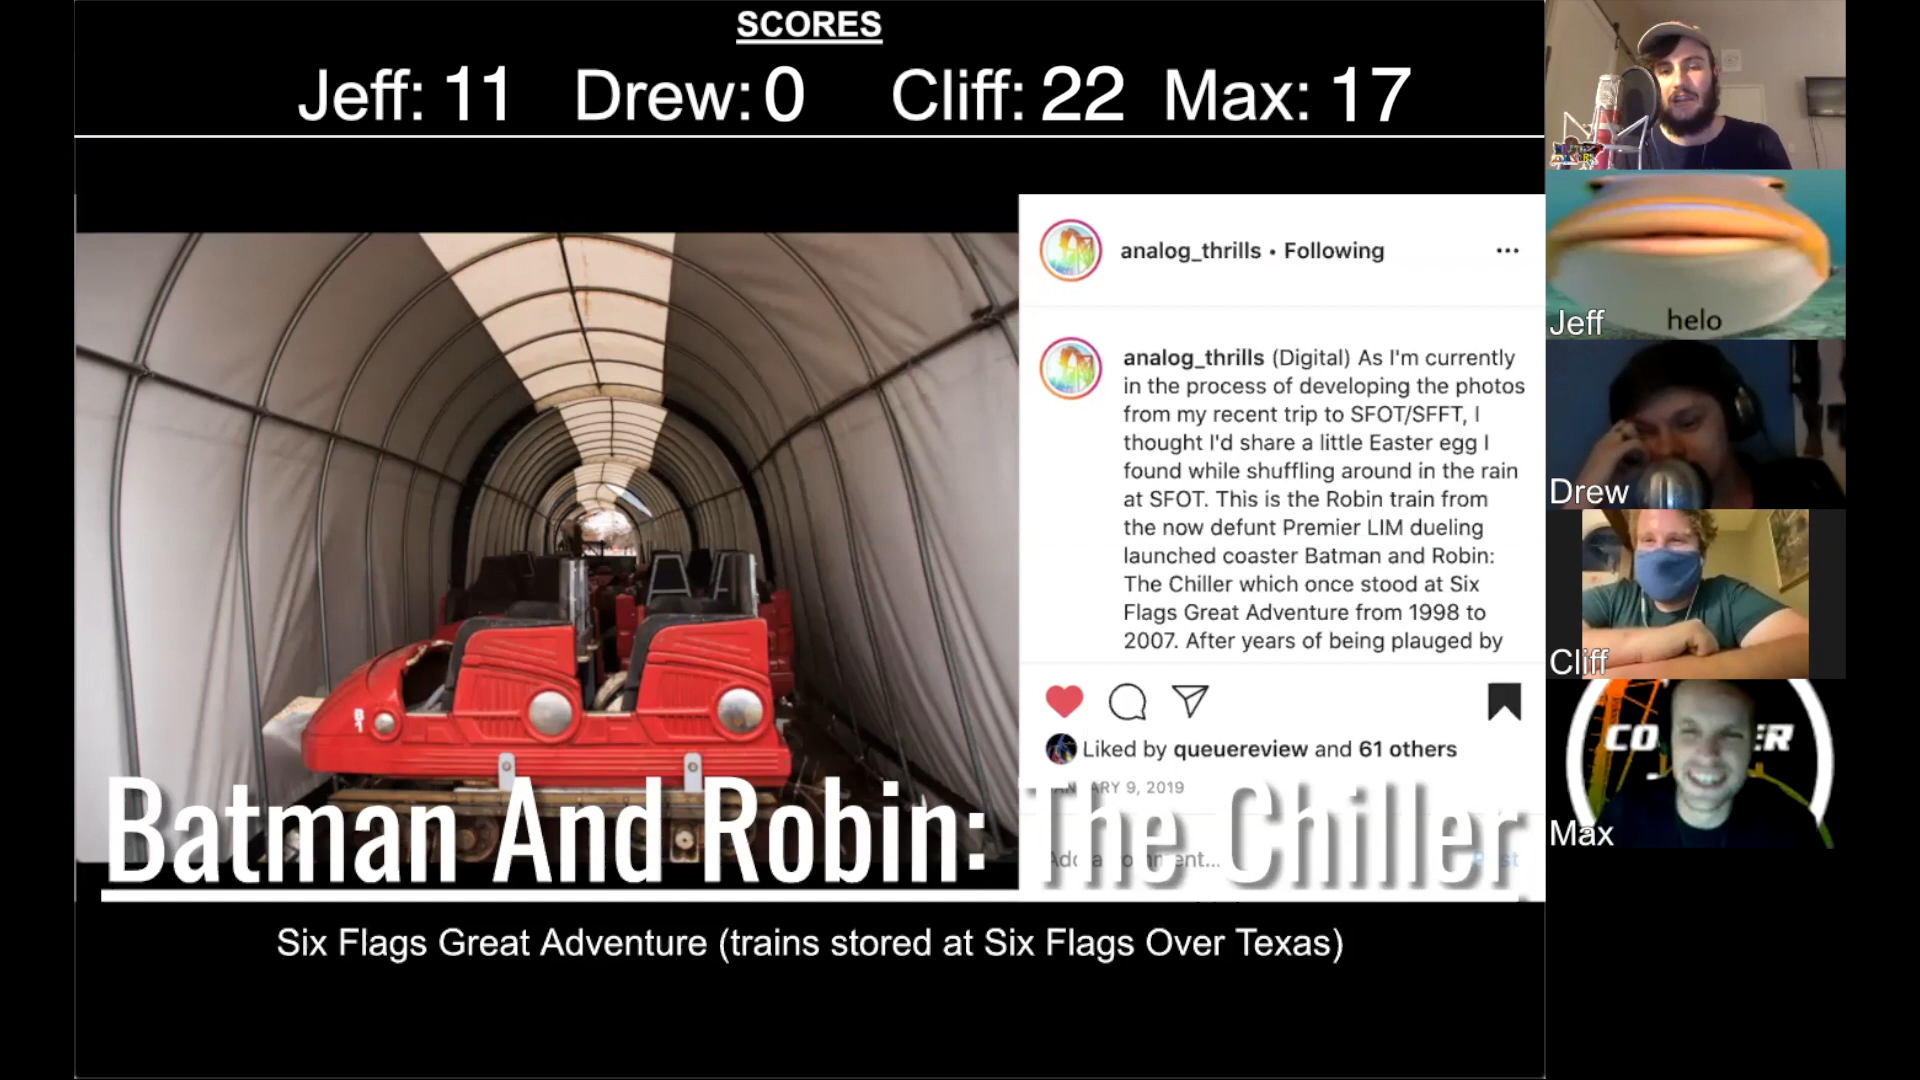 SCORES
Jeff: 11 Drew: 0 Cliff: 22 Max: 17
analog_thrills • Following
analog_thrills (Digital) As I'm currently
in the process of developing the photos
from my recent trip to SFOT/SFFT, I
thought I'd share a little Easter egg I
found while shuffling around in the rain
at SFOT. This is the Robin train from
the now defunt Premier LIM dueling
launched coaster Batman and Robin:
The Chiller which once stood at Six
Flags Great Adventure from 1998 to
2007. After years of being plauged by
Liked by queuereview and 61 others
ARY 9, 2019
Batman And Robin: The Chiller
Six Flags Great Adventure (trains stored at Six Flags Over Texas)
Jeff
helo
Drew
Cliff
Max